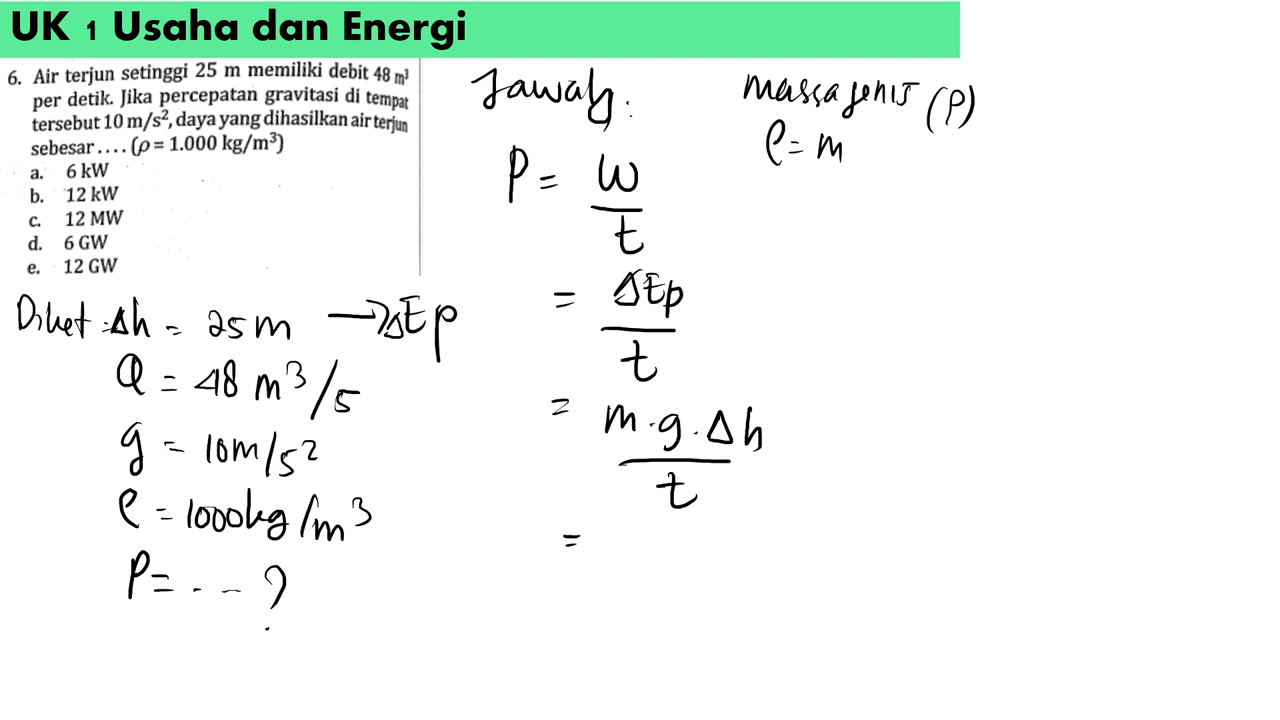 UK 1 Usaha dan Energi
6. Air terjun setinggi 25 m memiliki debit 48 m³
per detik. Jika percepatan gravitasi di tempat
tersebut 10 m/s², daya yang dihasilkan air terjun
sebesar .... (ρ = 1.000 kg/m³)
a. 6 kW
b. 12 kW
c. 12 MW
d. 6 GW
e. 12 GW
Diket : Δh = 25 m → ΔEp
Q = 48 m³/s
g = 10 m/s²
ρ = 1000 kg/m³
P = . - - ?
Jawab :
P = W
t
= ΔEp
t
= m . g . Δh
t
=
massa jenis (ρ)
ρ = m